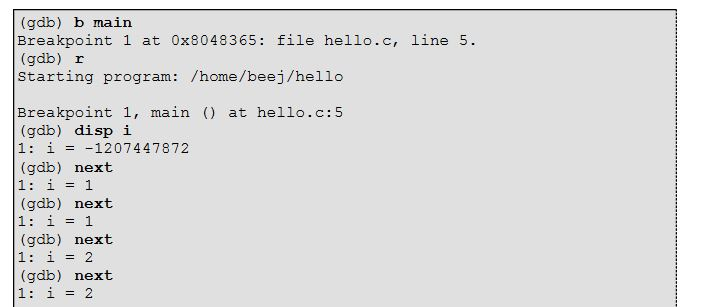 (gdb) b main
Breakpoint 1 at 0x8048365: file hello.c, line 5.
(gdb) r
Starting program: /home/beej/hello
Breakpoint 1, main () at hello.c:5
(gdb) disp i
1: i = -1207447872
(gdb) next
1: i = 1
(gdb) next
1: i = 1
(gdb) next
1: i = 2
(gdb) next
1: i = 2